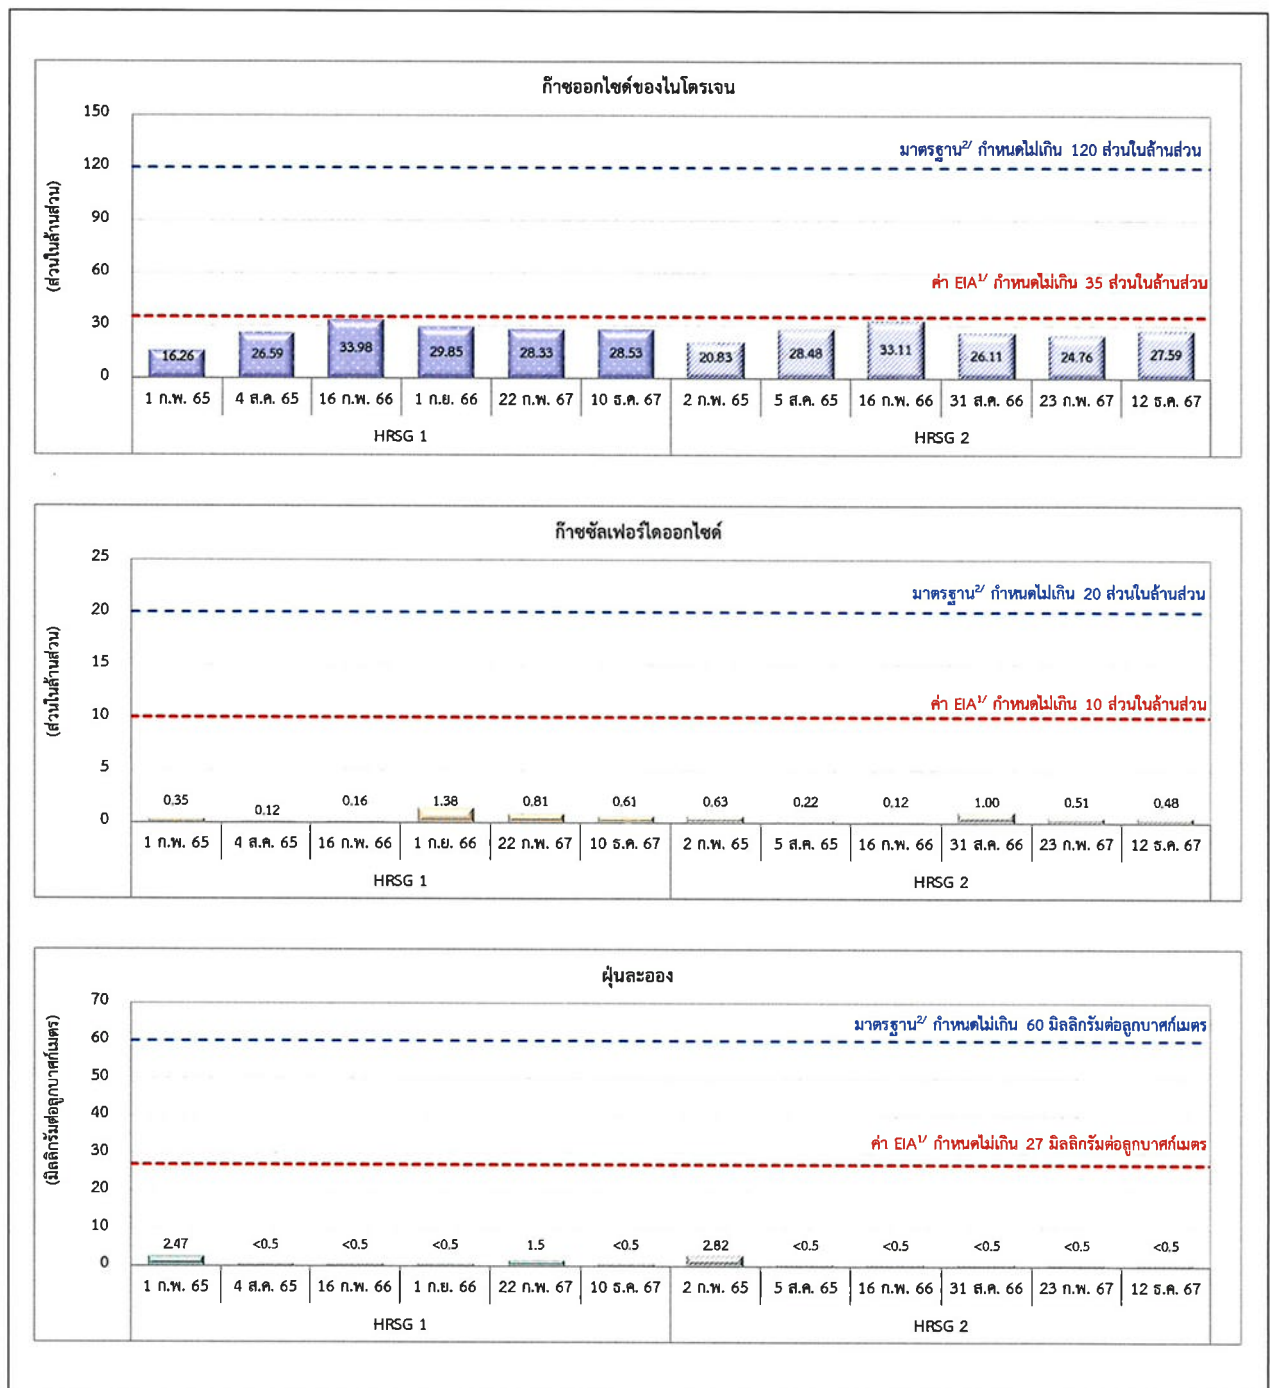 ก๊าซออกไซด์ของไนโตรเจน
(ส่วนในล้านส่วน)
150
120
90
60
30
0
มาตรฐาน2/ กำหนดไม่เกิน 120 ส่วนในล้านส่วน
ค่า EIA1/ กำหนดไม่เกิน 35 ส่วนในล้านส่วน
16.26 26.59 33.98 29.85 28.33 28.53 20.83 28.48 33.11 26.11 24.76 27.59
1 ก.พ. 65 4 ส.ค. 65 16 ก.พ. 66 1 ก.ย. 66 22 ก.พ. 67 10 ธ.ค. 67 2 ก.พ. 65 5 ส.ค. 65 16 ก.พ. 66 31 ส.ค. 66 23 ก.พ. 67 12 ธ.ค. 67
HRSG 1 HRSG 2
ก๊าซซัลเฟอร์ไดออกไซด์
(ส่วนในล้านส่วน)
25
20
15
10
5
0
มาตรฐาน2/ กำหนดไม่เกิน 20 ส่วนในล้านส่วน
ค่า EIA1/ กำหนดไม่เกิน 10 ส่วนในล้านส่วน
0.35 0.12 0.16 1.38 0.81 0.61 0.63 0.22 0.12 1.00 0.51 0.48
1 ก.พ. 65 4 ส.ค. 65 16 ก.พ. 66 1 ก.ย. 66 22 ก.พ. 67 10 ธ.ค. 67 2 ก.พ. 65 5 ส.ค. 65 16 ก.พ. 66 31 ส.ค. 66 23 ก.พ. 67 12 ธ.ค. 67
HRSG 1 HRSG 2
ฝุ่นละออง
(มิลลิกรัมต่อลูกบาศก์เมตร)
70
60
50
40
30
20
10
0
มาตรฐาน2/ กำหนดไม่เกิน 60 มิลลิกรัมต่อลูกบาศก์เมตร
ค่า EIA1/ กำหนดไม่เกิน 27 มิลลิกรัมต่อลูกบาศก์เมตร
2.47 <0.5 <0.5 <0.5 1.5 <0.5 2.82 <0.5 <0.5 <0.5 <0.5 <0.5
1 ก.พ. 65 4 ส.ค. 65 16 ก.พ. 66 1 ก.ย. 66 22 ก.พ. 67 10 ธ.ค. 67 2 ก.พ. 65 5 ส.ค. 65 16 ก.พ. 66 31 ส.ค. 66 23 ก.พ. 67 12 ธ.ค. 67
HRSG 1 HRSG 2